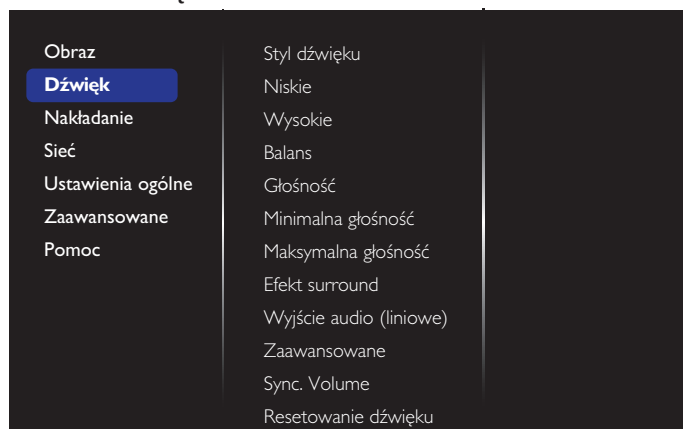 Obraz
Dźwięk
Nakładanie
Sieć
Ustawienia ogólne
Zaawansowane
Pomoc
Styl dźwięku
Niskie
Wysokie
Balans
Głośność
Minimalna głośność
Maksymalna głośność
Efekt surround
Wyjście audio (liniowe)
Zaawansowane
Sync. Volume
Resetowanie dźwięku